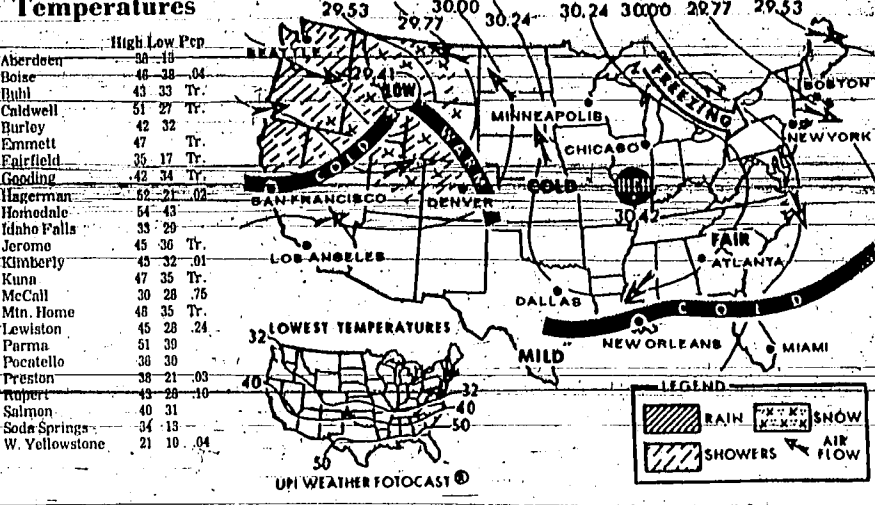 Temperatures
High Low Pcp
Aberdeen 38 13
Boise 46 38 .04
Buhl 43 33 Tr.
Caldwell 51 27 Tr.
Burley 42 32
Emmett 47 Tr.
Fairfield 35 17 Tr.
Gooding 42 34 Tr.
Hagerman 52 21 .02
Homedale 54 43
Idaho Falls 33 29
Jerome 45 36 Tr.
Kimberly 45 32 .01
Kuna 47 35 Tr.
McCall 30 28 .75
Mtn. Home 48 35 Tr.
Lewiston 45 28 .24
Parma 51 39
Pocatello 36 30
Preston 38 21 .03
Rupert 43 28 .10
Salmon 40 31
Soda Springs 34 13
W. Yellowstone 21 10 .04
29.53 29.77 30.00 30.24 30.24 30.00 29.77 29.53
SEATTLE
29.41
LOW
FREEZING
BOSTON
MINNEAPOLIS
NEW YORK
CHICAGO
COLD
WARM
COLD
HIGH
SAN FRANCISCO
DENVER
30.42
FAIR
LOS ANGELES
ATLANTA
DALLAS
COLD
NEW ORLEANS
MILD
MIAMI
LOWEST TEMPERATURES
32
40
32
40
50
50
UPI WEATHER FOTOCAST ®
LEGEND
RAIN
SNOW
SHOWERS
AIR FLOW